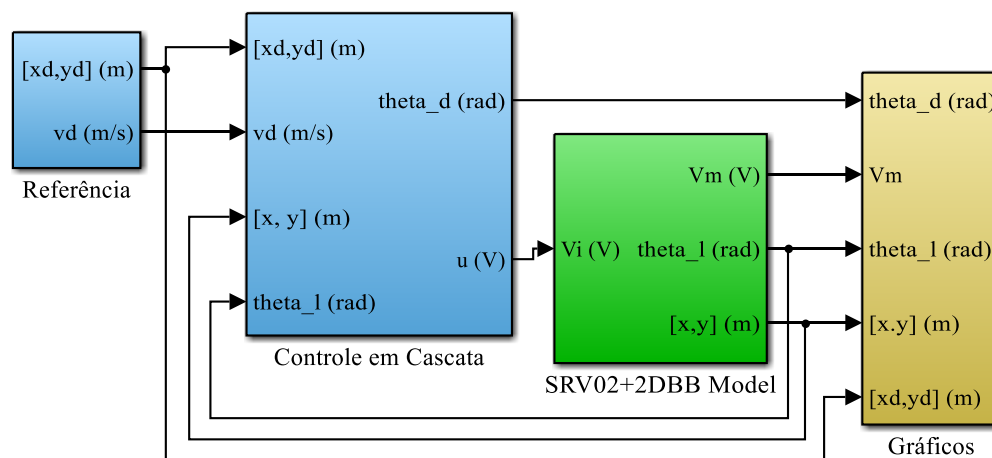 [xd,yd] (m)
vd (m/s)
Referência
[xd,yd] (m)
vd (m/s)
[x, y] (m)
theta_l (rad)
theta_d (rad)
u (V)
Controle em Cascata
Vi (V)
Vm (V)
theta_l (rad)
[x,y] (m)
SRV02+2DBB Model
theta_d (rad)
Vm
theta_l (rad)
[x.y] (m)
[xd,yd] (m)
Gráficos